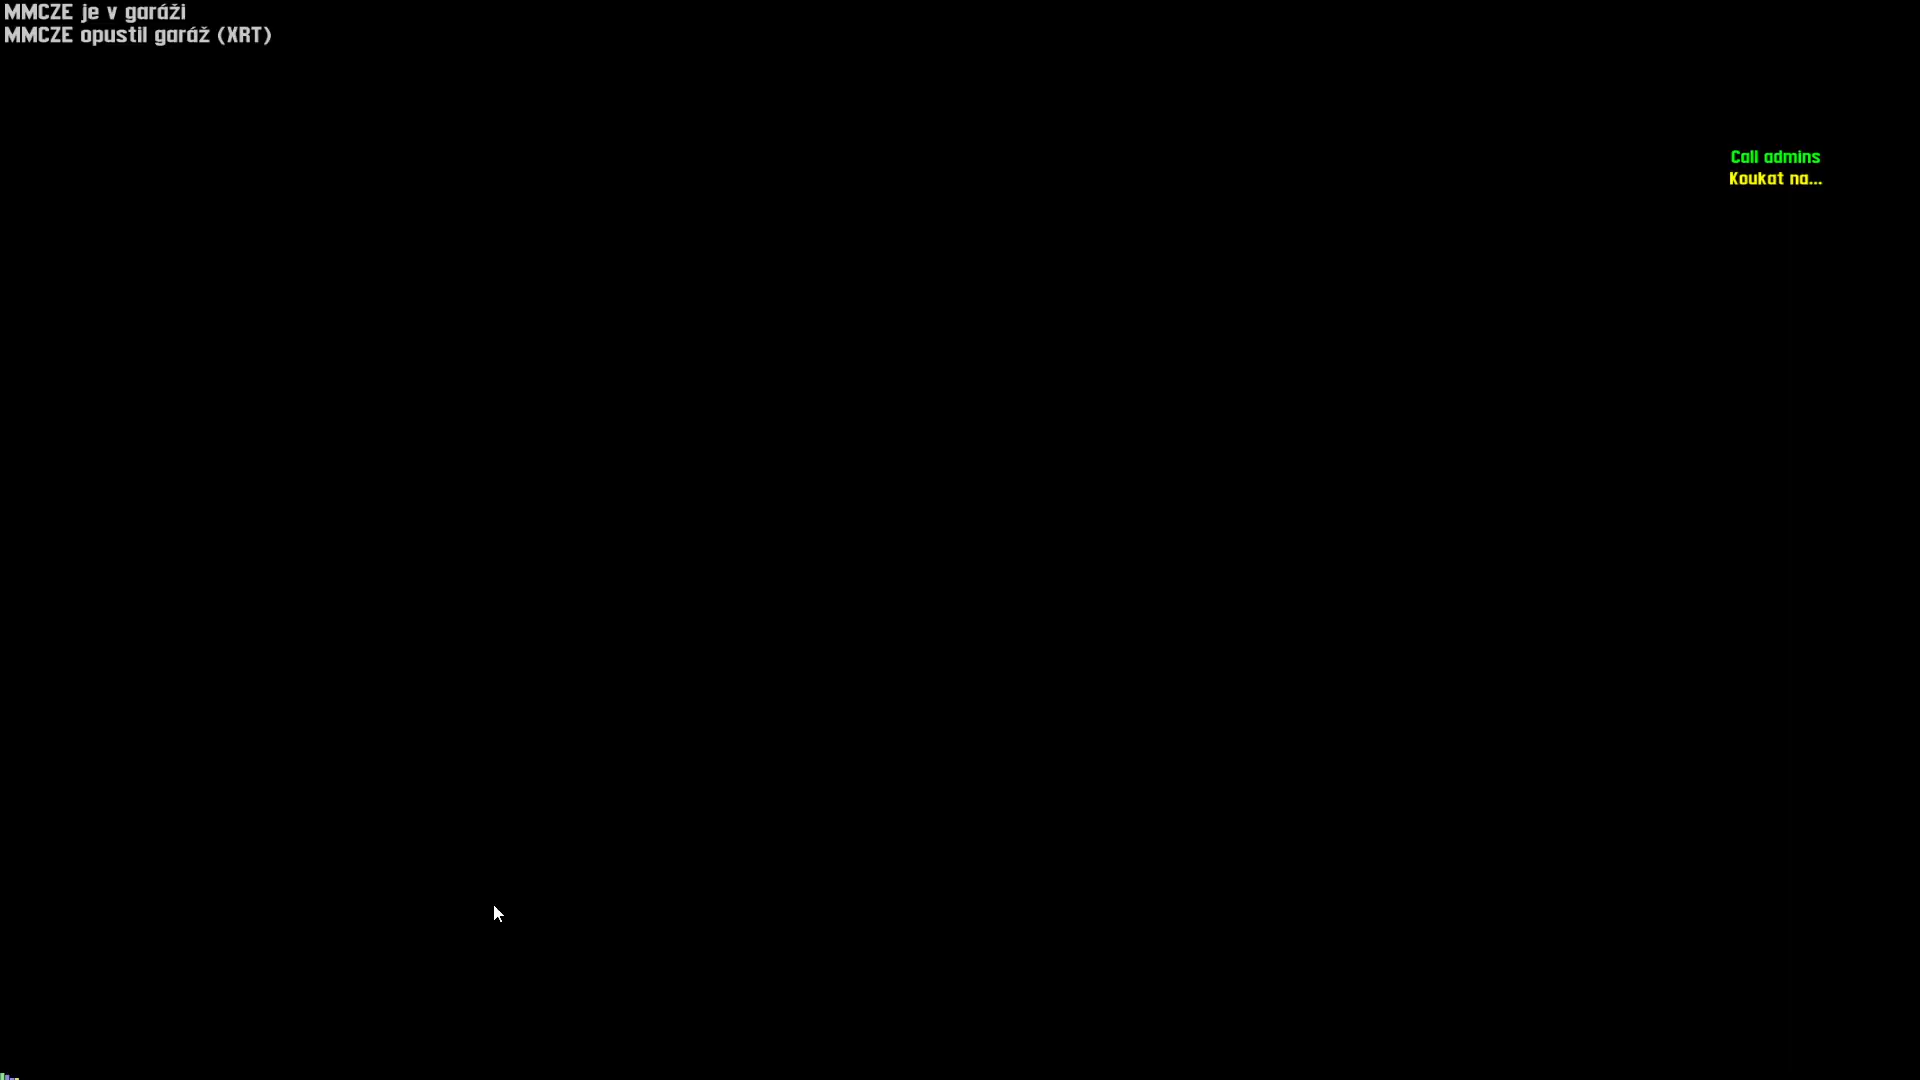 MMCZE je v garáži
MMCZE opustil garáž (XRT)
Call admins
Koukat na...